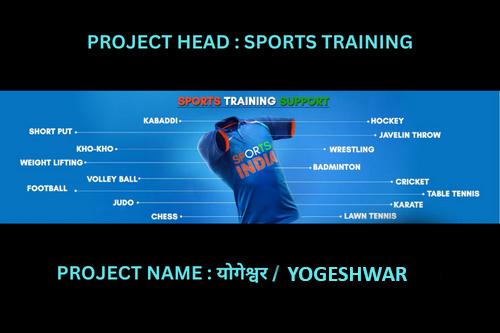 PROJECT HEAD : SPORTS TRAINING
SPORTS TRAINING SUPPORT
KABADDI
HOCKEY
SHORT PUT
JAVELIN THROW
KHO-KHO
WRESTLING
WEIGHT LIFTING
BADMINTON
VOLLEY BALL
CRICKET
FOOTBALL
TABLE TENNIS
JUDO
KARATE
CHESS
LAWN TENNIS
SPORTS
INDIA
PROJECT NAME : योगेश्वर / YOGESHWAR